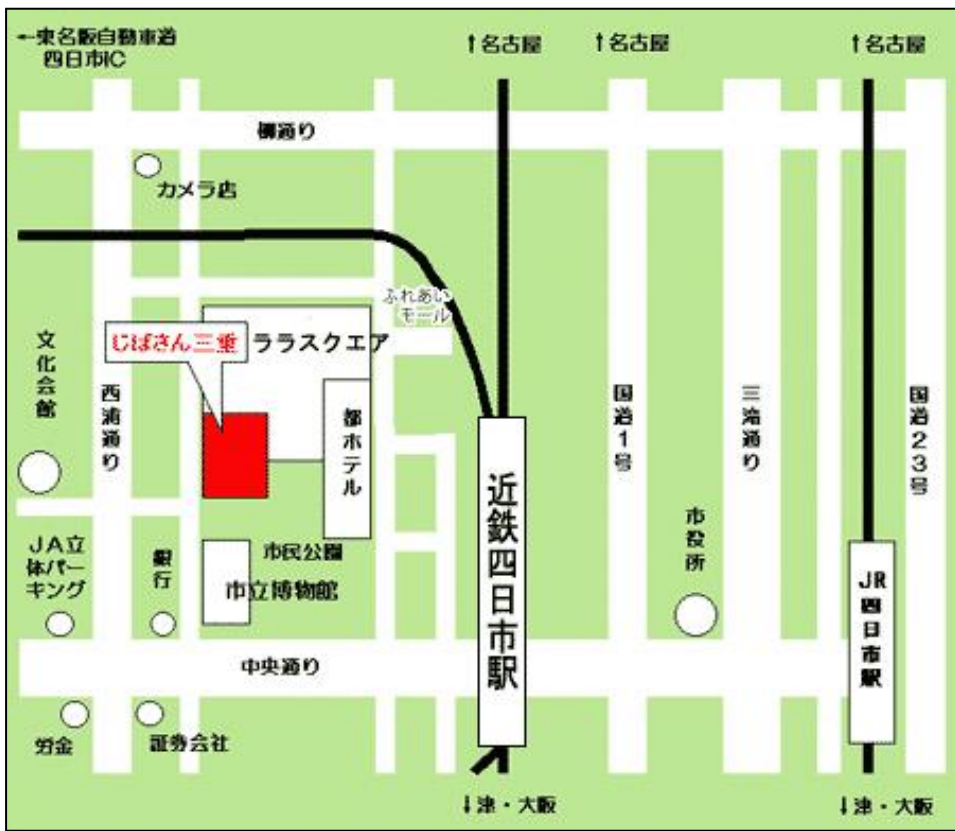 ←東名阪自動車道
四日市IC
↑名古屋
↑名古屋
↑名古屋
柳通り
カメラ店
ふれあい
モール
じばさん三重
ララスクエア
文化会館
西浦通り
都ホテル
近鉄四日市駅
国道1号
三滝通り
国道23号
市役所
JA立
体パー
キング
銀行
市民公園
市立博物館
JR四日市駅
中央通り
労金
証券会社
↓津・大阪
↓津・大阪